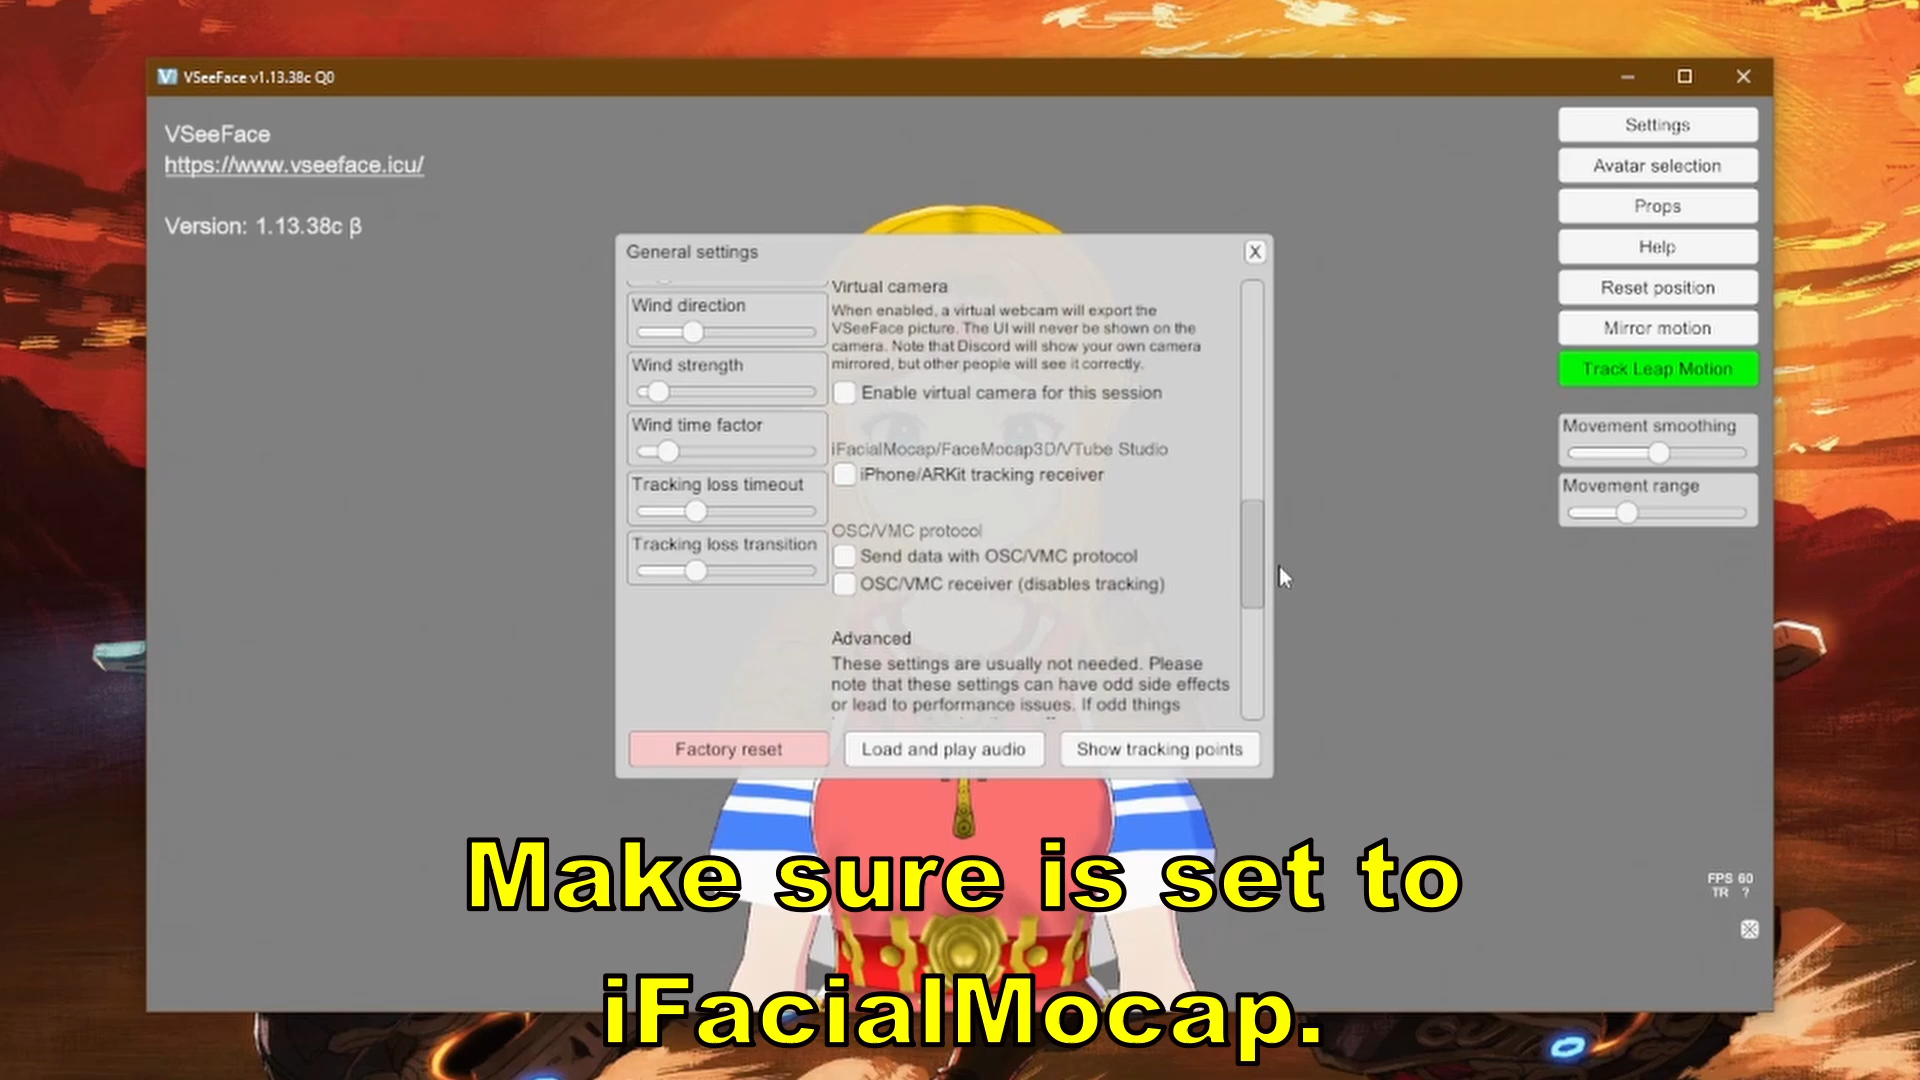 VSeeFace v1.13.38c Q0
VSeeFace
https://www.vseeface.icu/
Version: 1.13.38c β
Settings
Avatar selection
Props
Help
Reset position
Mirror motion
Track Leap Motion
Movement smoothing
Movement range
General settings
X
Wind direction
Wind strength
Wind time factor
Tracking loss timeout
Tracking loss transition
Virtual camera
When enabled, a virtual webcam will export the
VSeeFace picture. The UI will never be shown on the
camera. Note that Discord will show your own camera
mirrored, but other people will see it correctly.
Enable virtual camera for this session
iFacialMocap/FaceMocap3D/VTube Studio
iPhone/ARKit tracking receiver
OSC/VMC protocol
Send data with OSC/VMC protocol
OSC/VMC receiver (disables tracking)
Advanced
These settings are usually not needed. Please
note that these settings can have odd side effects
or lead to performance issues. If odd things
Factory reset
Load and play audio
Show tracking points
FPS 60
TR ?
Make sure is set to
iFacialMocap.